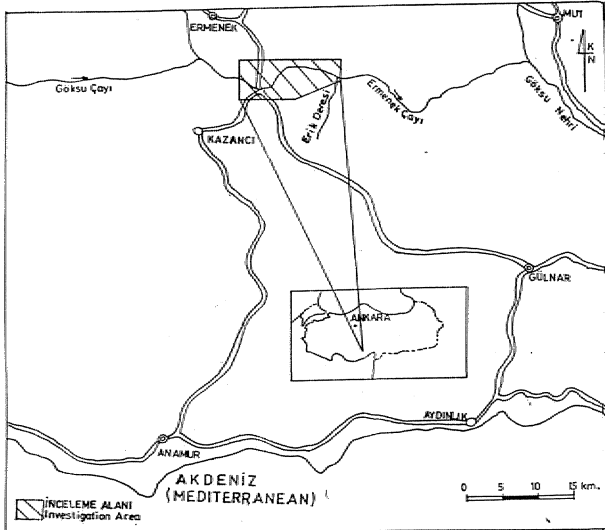 ERMENEK
MUT
N
Göksu Çayı
Ermenek Çayı
Göksu Nehri
Erik Deresi
KAZANCI
GÜLNAR
ANKARA
AYDINLIK
ANAMUR
AKDENİZ
(MEDITERRANEAN)
0 5 10 15 km.
İNCELEME ALANI
Investigation Area